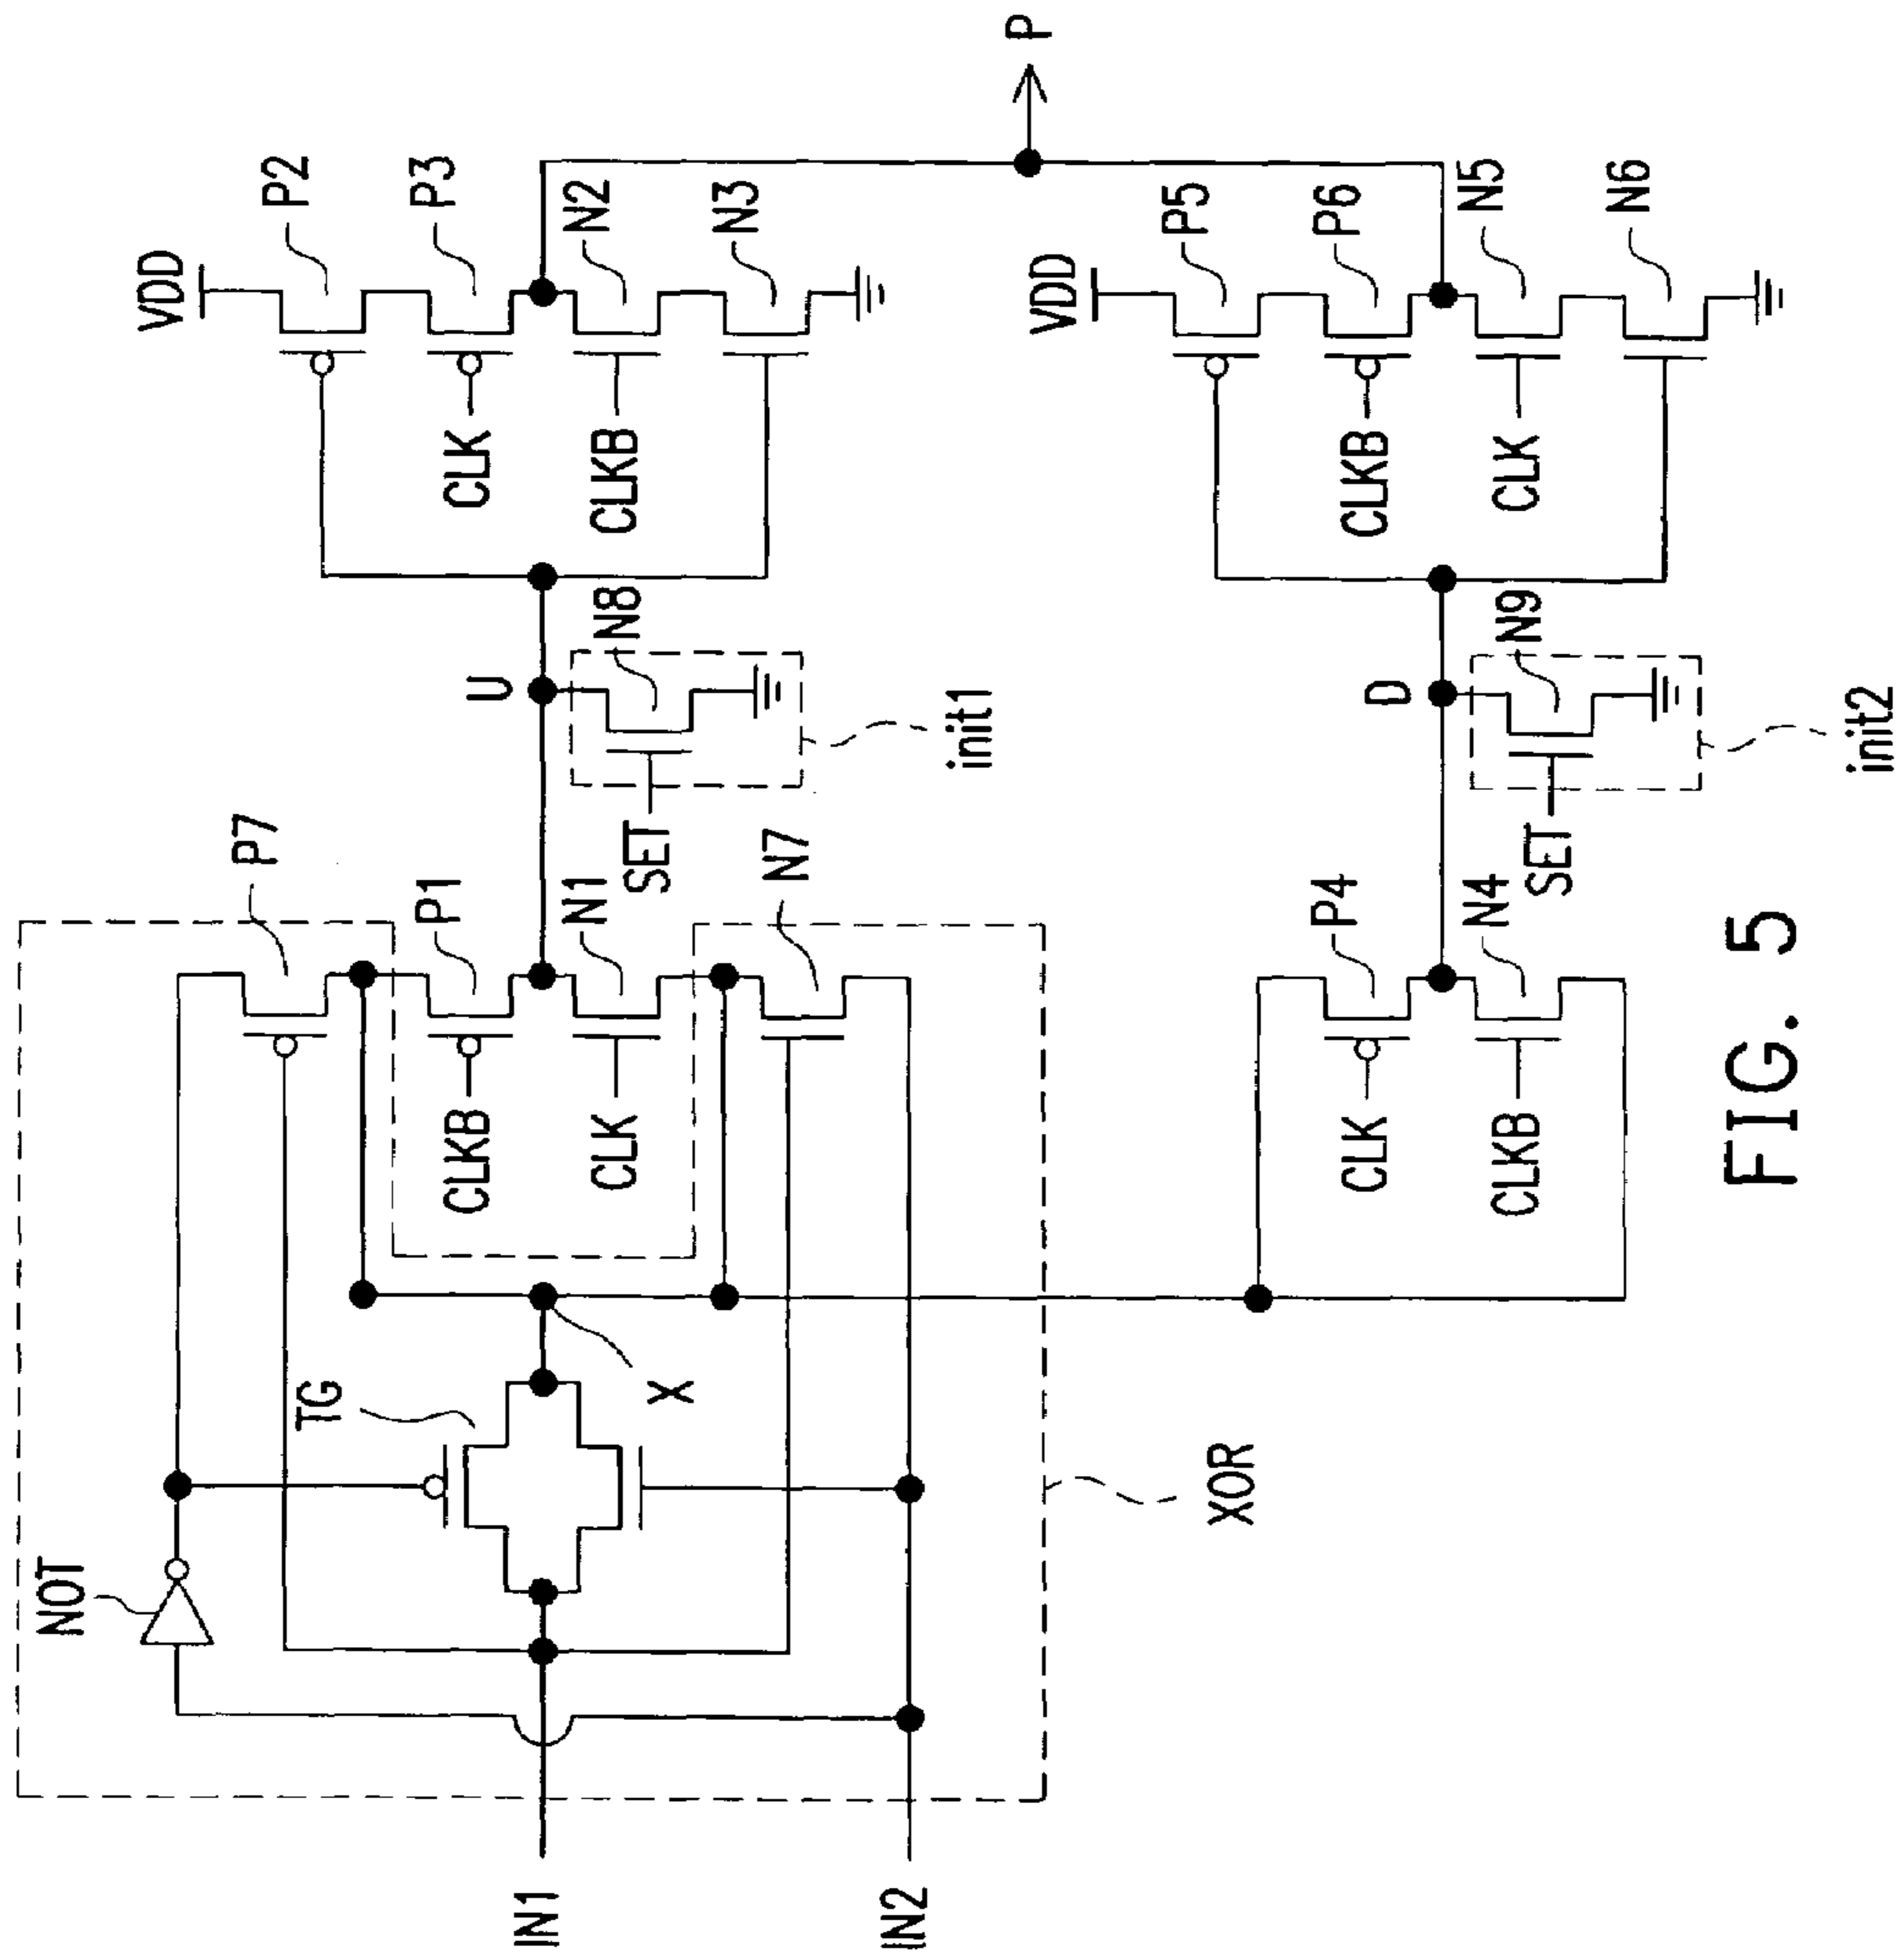 VDD
P2
P3
CLK
N2
CLKB
N3
P
U
N8
SET
init1
NOT
TG
P7
P1
CLKB
N1
CLK
N7
X
XOR
IN1
IN2
VDD
P5
P6
CLKB
N5
CLK
N6
D
N9
SET
init2
P4
CLK
N4
CLKB
FIG. 5